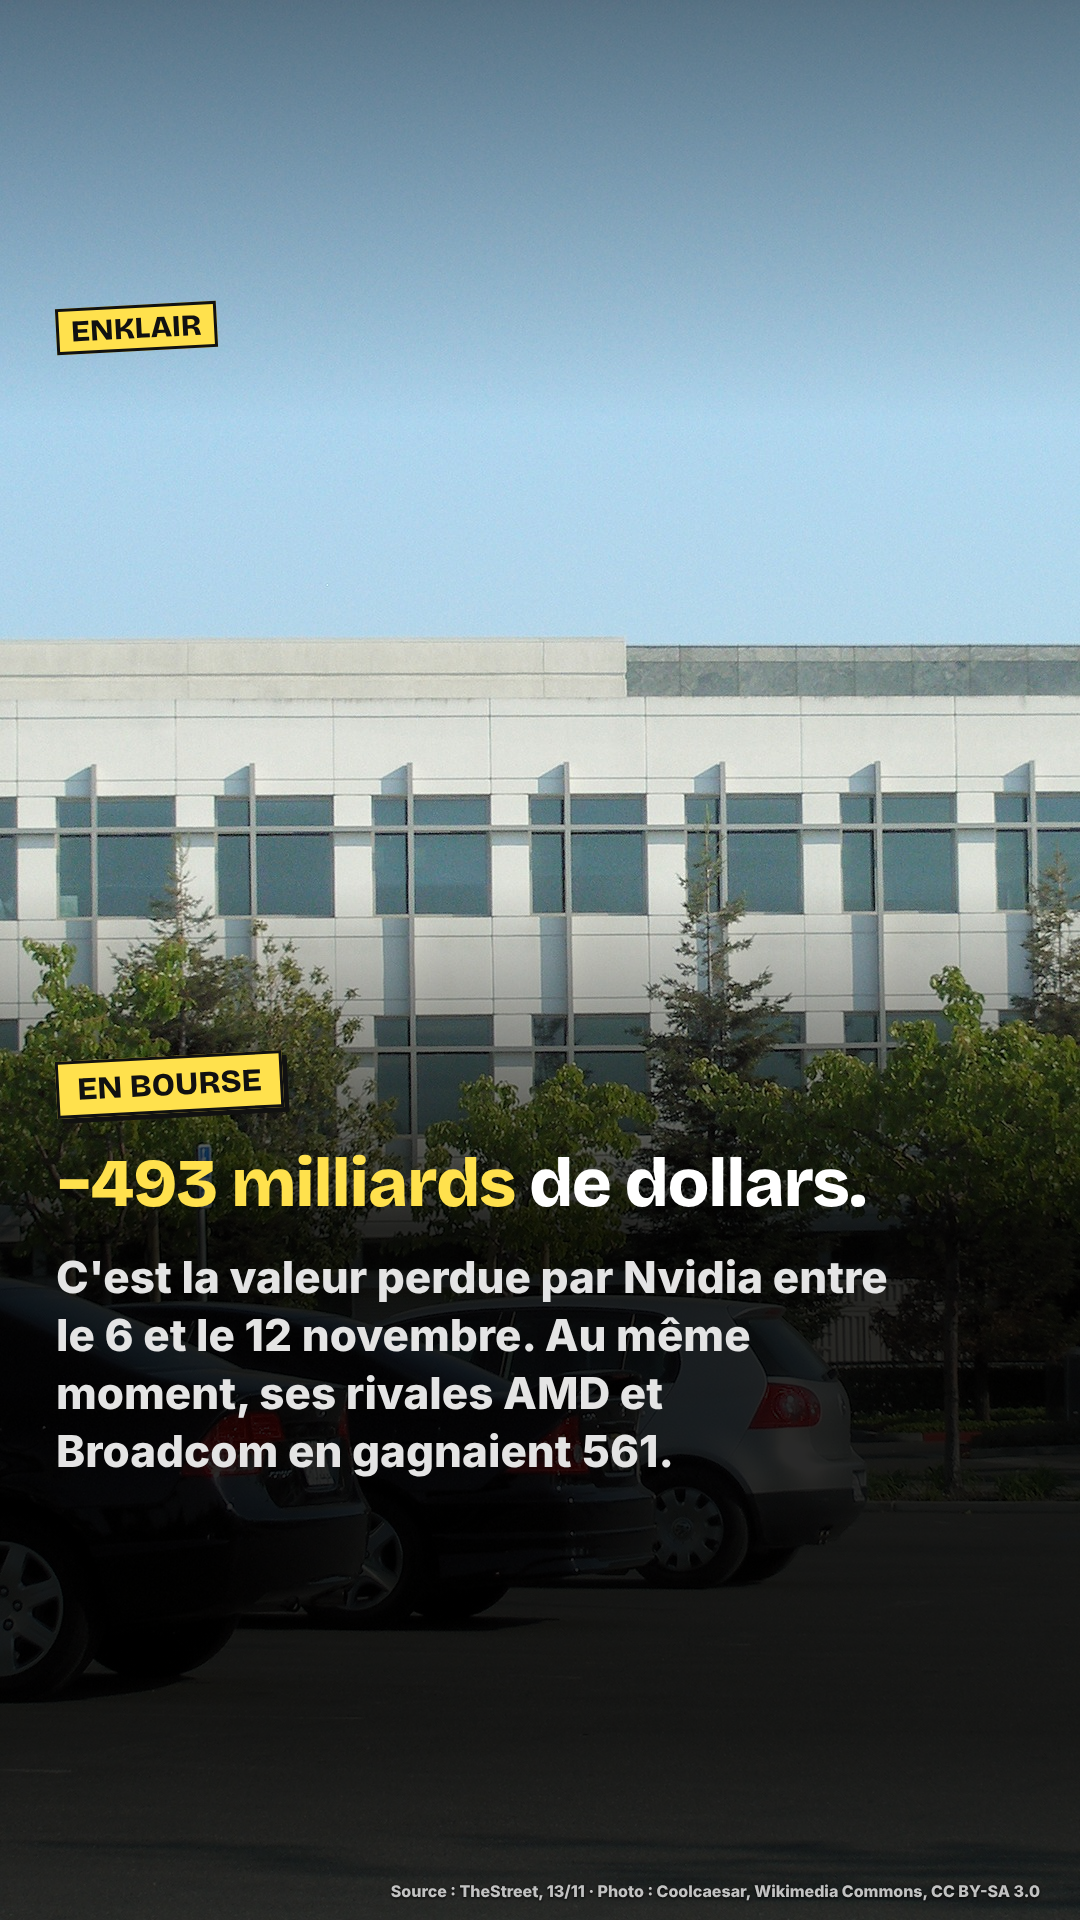 ENKLAIR
EN BOURSE
−493 milliards de dollars.
C'est la valeur perdue par Nvidia entre
le 6 et le 12 novembre. Au même
moment, ses rivales AMD et
Broadcom en gagnaient 561.
Source : TheStreet, 13/11 · Photo : Coolcaesar, Wikimedia Commons, CC BY-SA 3.0